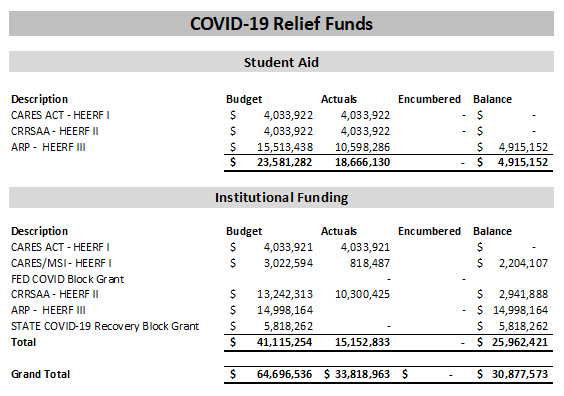 COVID-19 Relief Funds
Student Aid
Description Budget Actuals Encumbered Balance
CARES ACT - HEERF I $ 4,033,922 4,033,922 - $ -
CRRSAA - HEERF II $ 4,033,922 4,033,922 - $ -
ARP - HEERF III $ 15,513,438 10,598,286 $ 4,915,152
$ 23,581,282 18,666,130 - $ 4,915,152
Institutional Funding
Description Budget Actuals Encumbered Balance
CARES ACT - HEERF I $ 4,033,921 4,033,921 $ -
CARES/MSI - HEERF I $ 3,022,594 818,487 $ 2,204,107
FED COVID Block Grant - -
CRRSAA - HEERF II $ 13,242,313 10,300,425 $ 2,941,888
ARP - HEERF III $ 14,998,164 - $ 14,998,164
STATE COVID-19 Recovery Block Grant $ 5,818,262 - $ 5,818,262
Total $ 41,115,254 15,152,833 - $ 25,962,421
Grand Total $ 64,696,536 $ 33,818,963 $ - $ 30,877,573